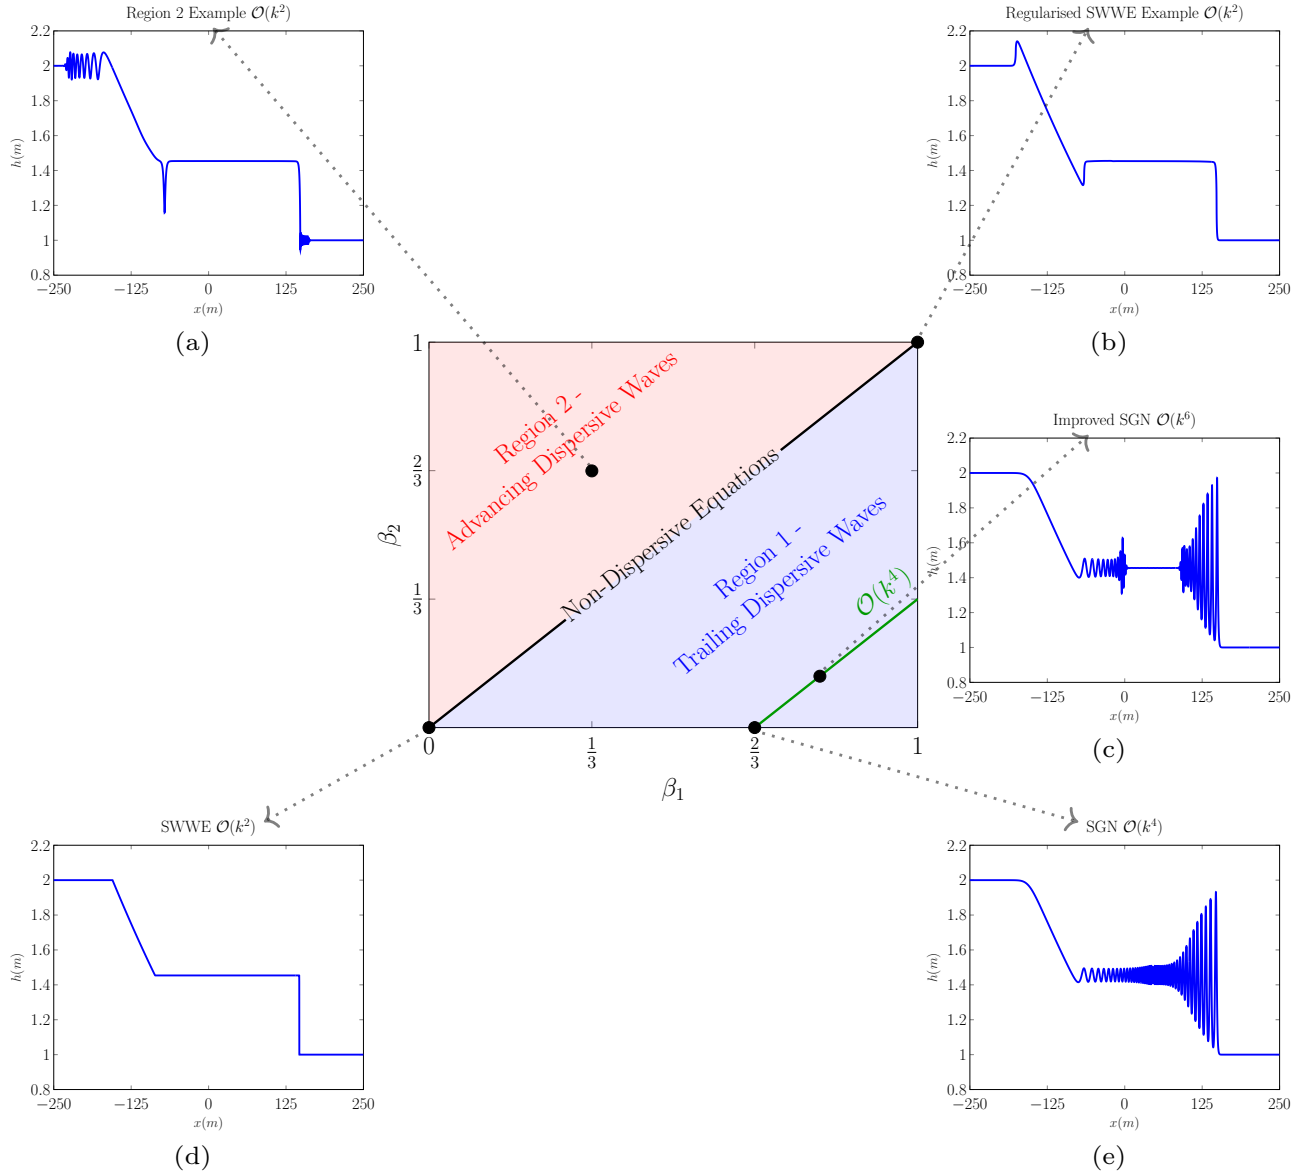 Region 2 Example 𝒪(k²)
2.2
2
1.8
1.6
1.4
1.2
1
0.8
h(m)
−250 −125 0 125 250
x(m)
(a)
Regularised SWWE Example 𝒪(k²)
2.2
2
1.8
1.6
1.4
1.2
1
0.8
h(m)
−250 −125 0 125 250
x(m)
(b)
1
2/3
1/3
β₂
Region 2 -
Advancing Dispersive Waves
Non-Dispersive Equations
Region 1 -
Trailing Dispersive Waves
𝒪(k⁴)
0 1/3 2/3 1
β₁
Improved SGN 𝒪(k⁶)
2.2
2
1.8
1.6
1.4
1.2
1
0.8
h(m)
−250 −125 0 125 250
x(m)
(c)
SWWE 𝒪(k²)
2.2
2
1.8
1.6
1.4
1.2
1
0.8
h(m)
−250 −125 0 125 250
x(m)
(d)
SGN 𝒪(k⁴)
2.2
2
1.8
1.6
1.4
1.2
1
0.8
h(m)
−250 −125 0 125 250
x(m)
(e)